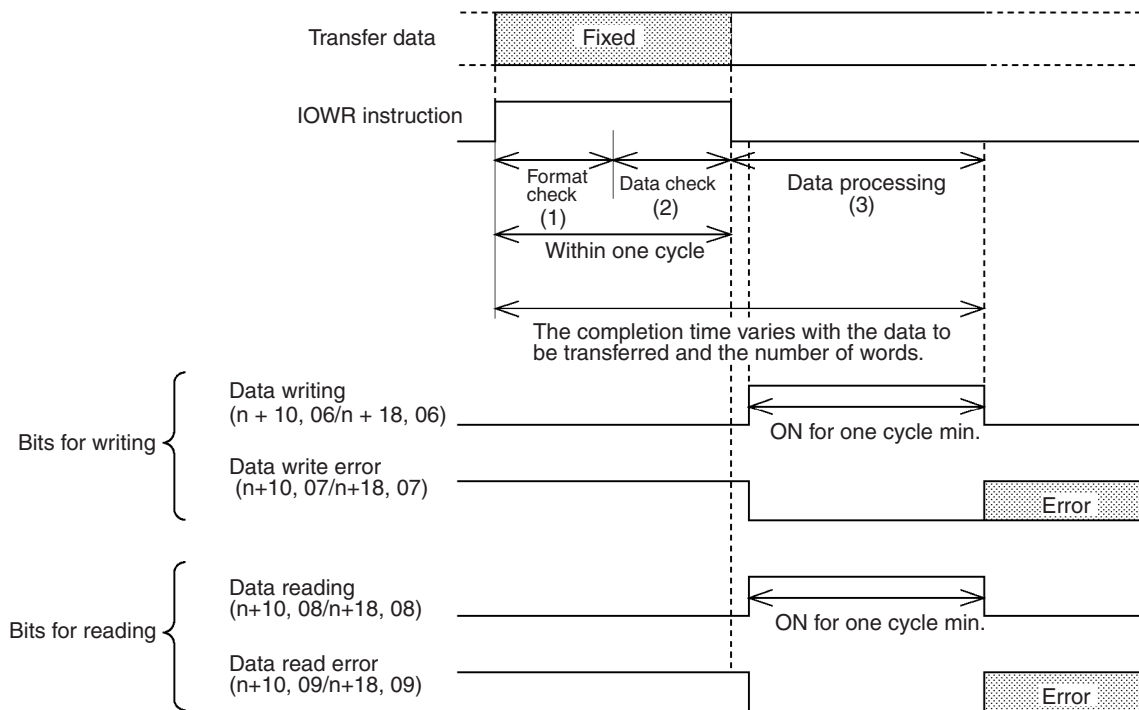 Transfer data
Fixed
IOWR instruction
Format
check
(1)
Data check
(2)
Data processing
(3)
Within one cycle
The completion time varies with the data to
be transferred and the number of words.
Bits for writing
Data writing
(n + 10, 06/n + 18, 06)
ON for one cycle min.
Data write error
(n+10, 07/n+18, 07)
Error
Bits for reading
Data reading
(n+10, 08/n+18, 08)
ON for one cycle min.
Data read error
(n+10, 09/n+18, 09)
Error